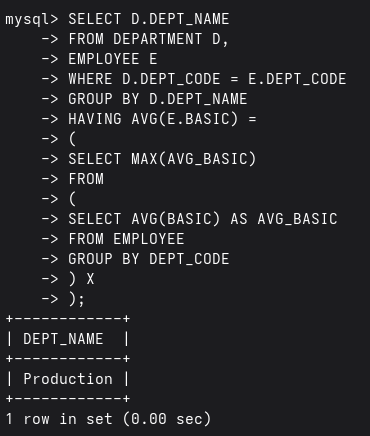 mysql> SELECT D.DEPT_NAME
    -> FROM DEPARTMENT D,
    -> EMPLOYEE E
    -> WHERE D.DEPT_CODE = E.DEPT_CODE
    -> GROUP BY D.DEPT_NAME
    -> HAVING AVG(E.BASIC) =
    -> (
    -> SELECT MAX(AVG_BASIC)
    -> FROM
    -> (
    -> SELECT AVG(BASIC) AS AVG_BASIC
    -> FROM EMPLOYEE
    -> GROUP BY DEPT_CODE
    -> ) X
    -> );
+------------+
| DEPT_NAME  |
+------------+
| Production |
+------------+
1 row in set (0.00 sec)